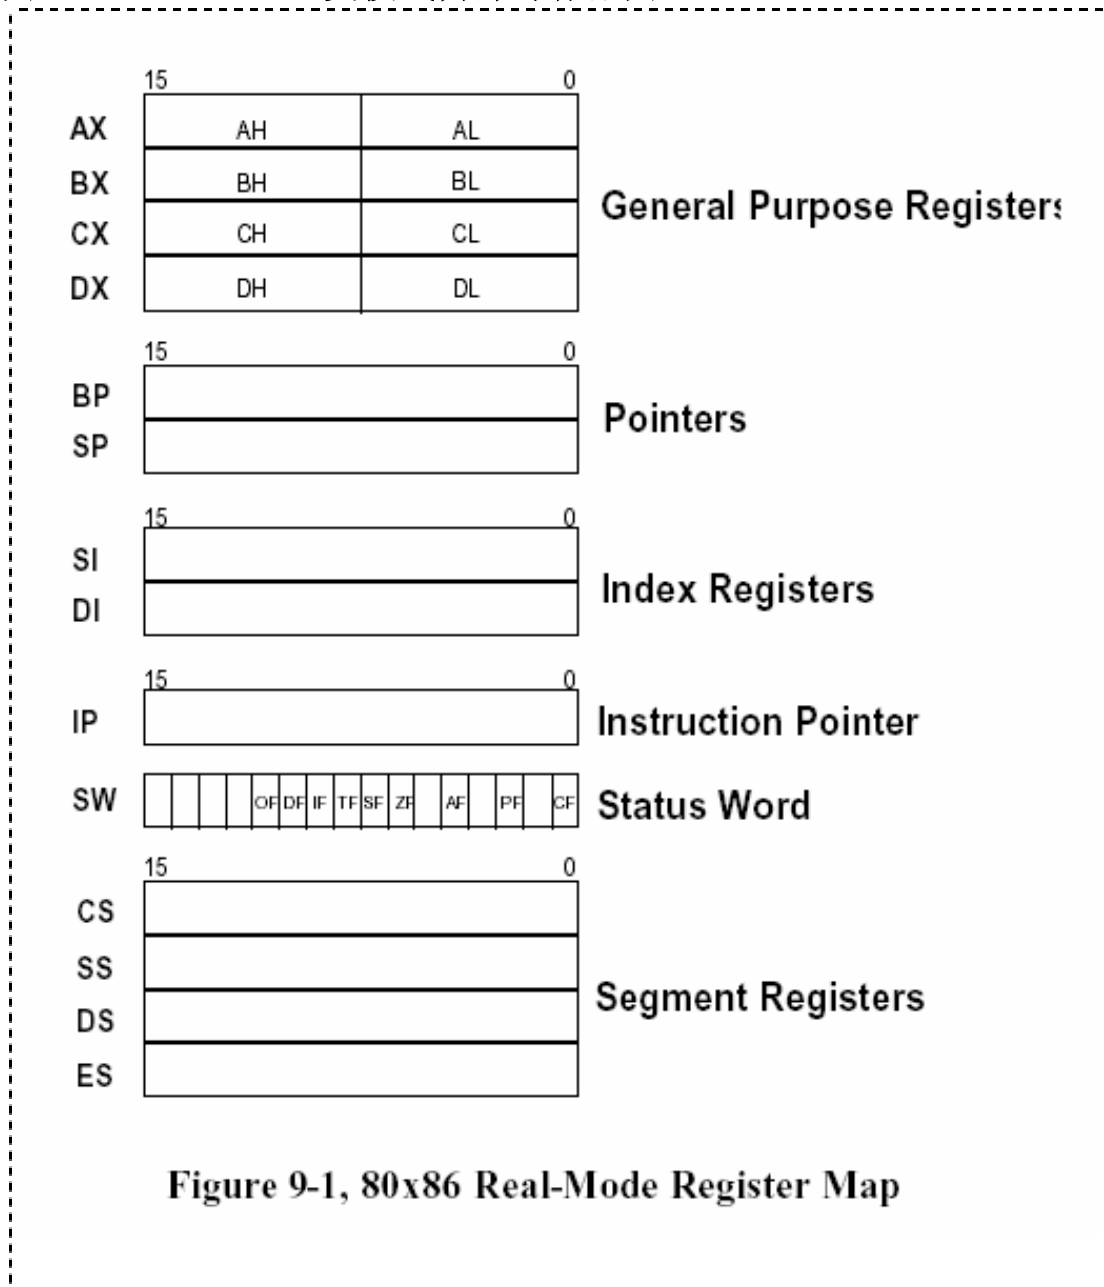 15 0
AX AH AL
BX BH BL
General Purpose Registers
CX CH CL
DX DH DL
15 0
BP
Pointers
SP
15 0
SI
Index Registers
DI
15 0
IP Instruction Pointer
SW OF DF IF TF SF ZF AF PF CF Status Word
15 0
CS
SS
Segment Registers
DS
ES
Figure 9-1, 80x86 Real-Mode Register Map